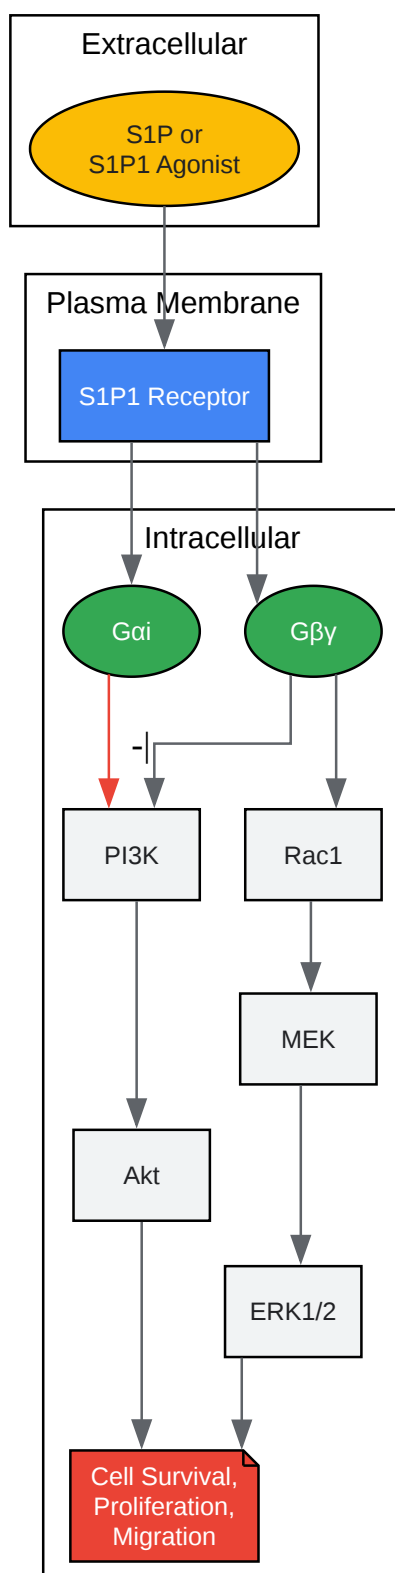 Extracellular
S1P or
S1P1 Agonist
Plasma Membrane
S1P1 Receptor
Intracellular
Gαi
Gβγ
-|
PI3K
Rac1
MEK
Akt
ERK1/2
Cell Survival,
Proliferation,
Migration